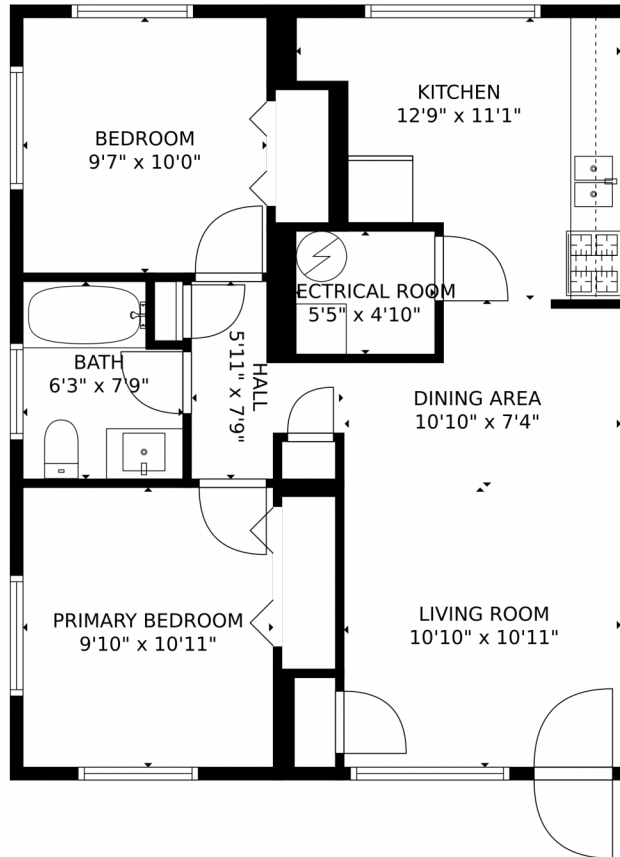 KITCHEN
12'9" x 11'1"
BEDROOM
9'7" x 10'0"
ECTRICAL ROOM
5'5" x 4'10"
BATH
6'3" x 7'9"
HALL
5'11" x 7'9"
DINING AREA
10'10" x 7'4"
PRIMARY BEDROOM
9'10" x 10'11"
LIVING ROOM
10'10" x 10'11"